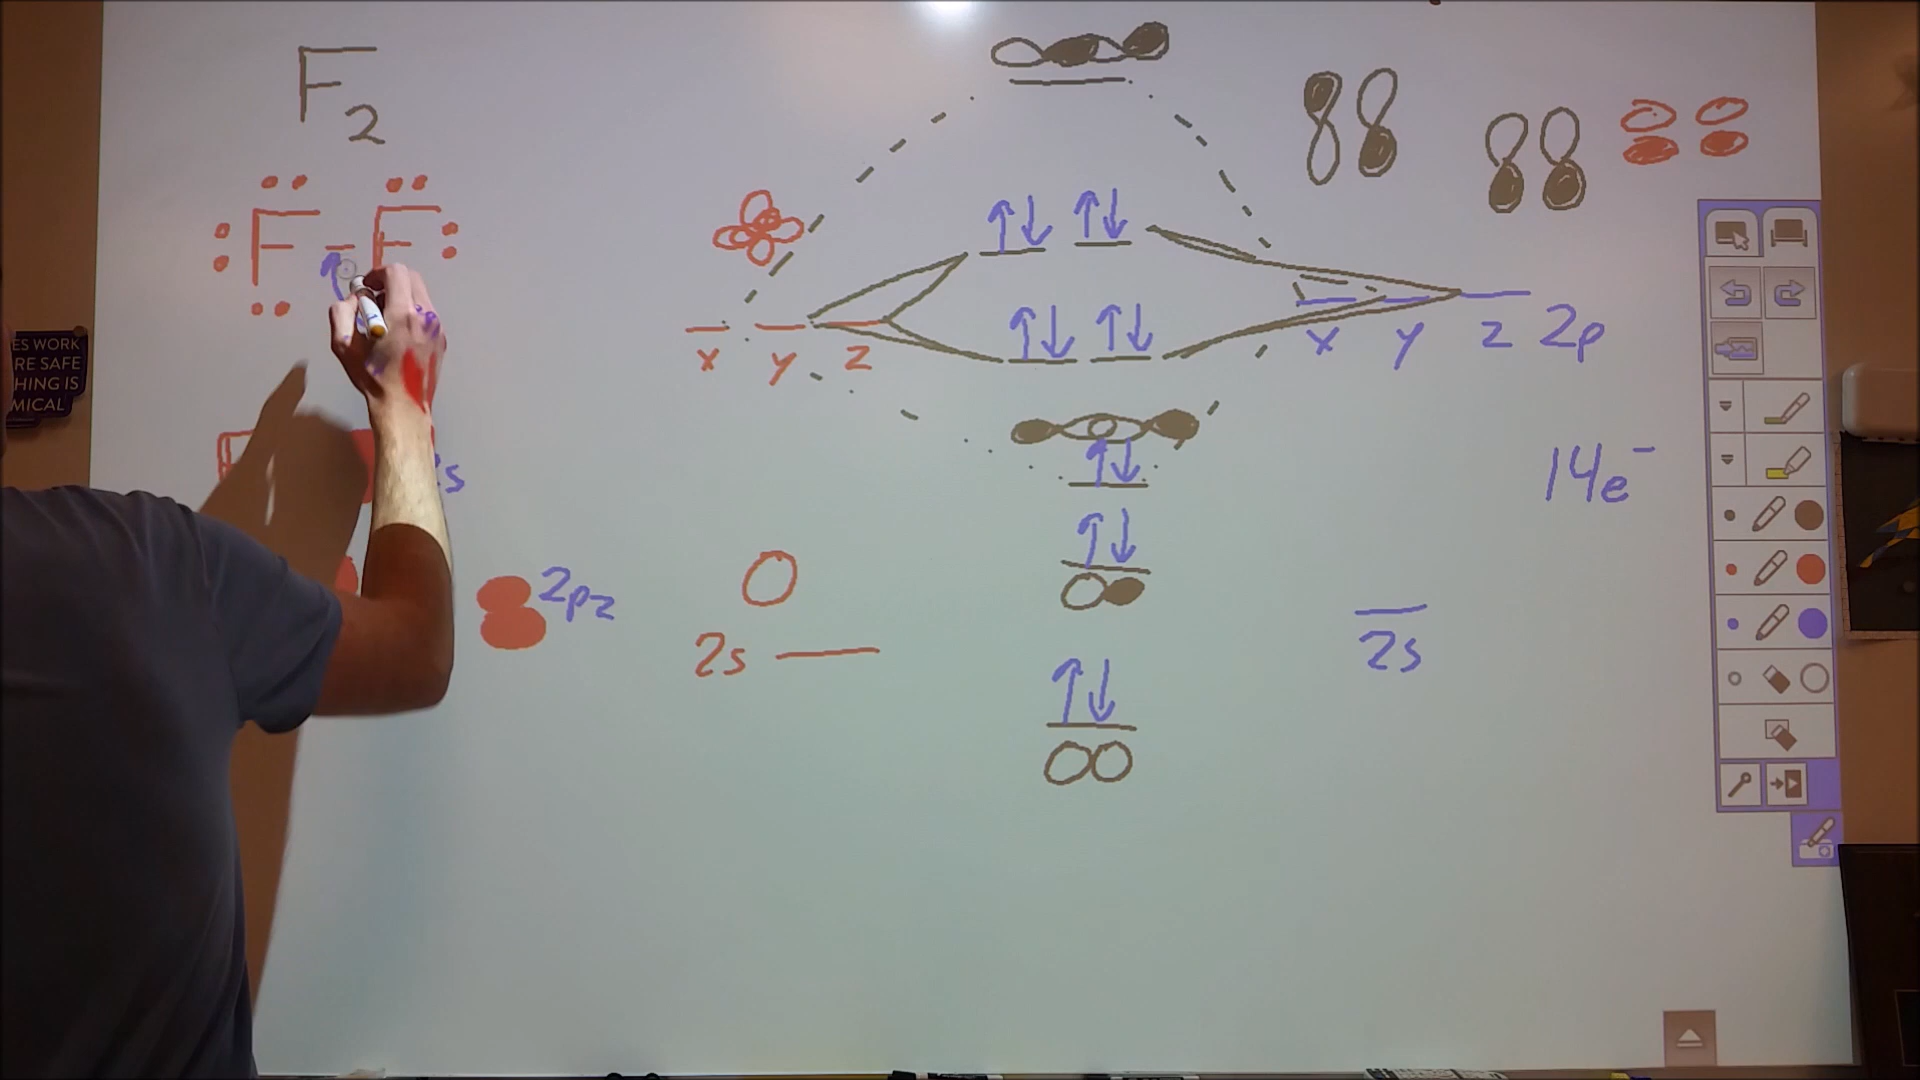 F2
F - F
ES WORK
RE SAFE
HING IS
MICAL
x y z
x y z 2p
14e⁻
s
2pz
2s
2s